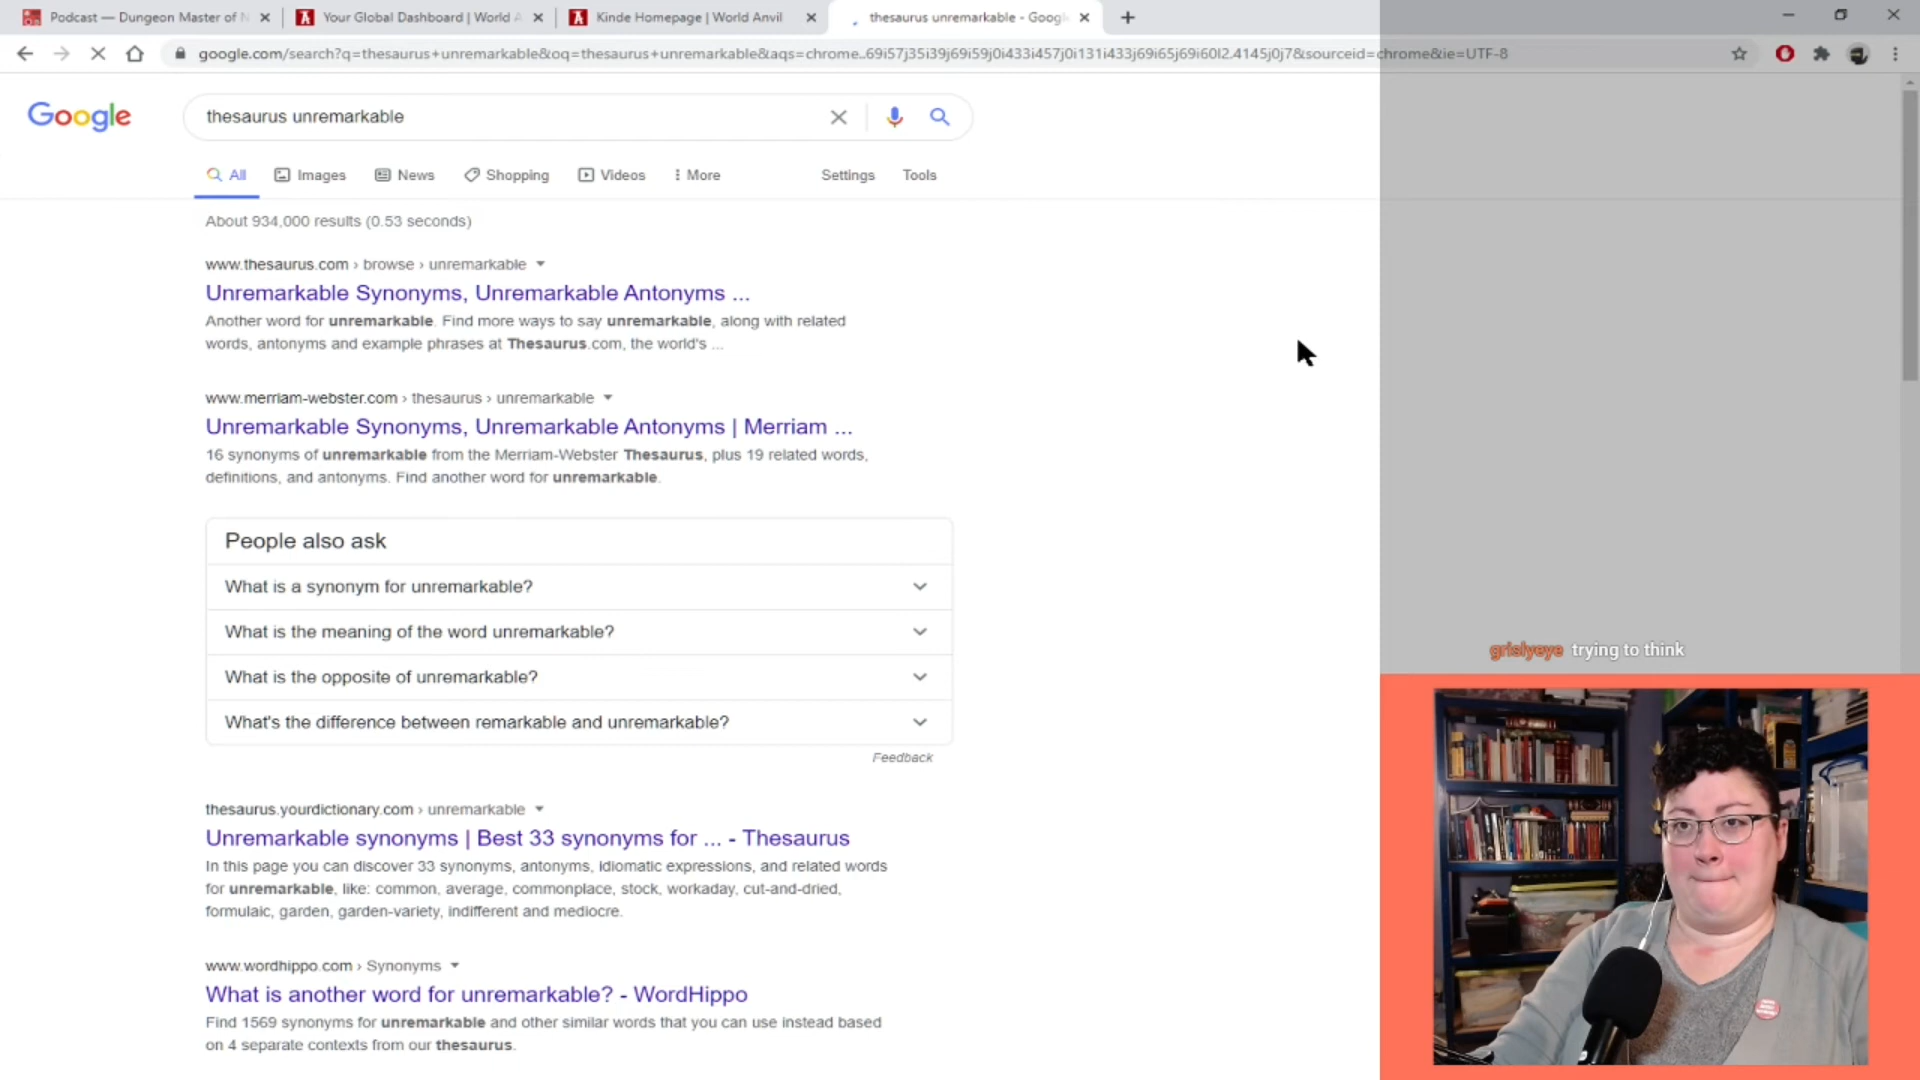 Podcast — Dungeon Master of N
Your Global Dashboard | World A
Kinde Homepage | World Anvil
thesaurus unremarkable - Googl
google.com/search?q=thesaurus+unremarkable&oq=thesaurus+unremarkable&aqs=chrome..69i57j35i39j69i59j0i433i457j0i131i433j69i65j69i60l2.4145j0j7&sourceid=chrome&ie=UTF-8
Google
thesaurus unremarkable
All
Images
News
Shopping
Videos
More
Settings
Tools
About 934,000 results (0.53 seconds)
www.thesaurus.com › browse › unremarkable
Unremarkable Synonyms, Unremarkable Antonyms ...
Another word for unremarkable. Find more ways to say unremarkable, along with related
words, antonyms and example phrases at Thesaurus.com, the world's ...
www.merriam-webster.com › thesaurus › unremarkable
Unremarkable Synonyms, Unremarkable Antonyms | Merriam ...
16 synonyms of unremarkable from the Merriam-Webster Thesaurus, plus 19 related words,
definitions, and antonyms. Find another word for unremarkable.
People also ask
What is a synonym for unremarkable?
What is the meaning of the word unremarkable?
What is the opposite of unremarkable?
What's the difference between remarkable and unremarkable?
Feedback
thesaurus.yourdictionary.com › unremarkable
Unremarkable synonyms | Best 33 synonyms for ... - Thesaurus
In this page you can discover 33 synonyms, antonyms, idiomatic expressions, and related words
for unremarkable, like: common, average, commonplace, stock, workaday, cut-and-dried,
formulaic, garden, garden-variety, indifferent and mediocre.
www.wordhippo.com › Synonyms
What is another word for unremarkable? - WordHippo
Find 1569 synonyms for unremarkable and other similar words that you can use instead based
on 4 separate contexts from our thesaurus.
grislyeye trying to think